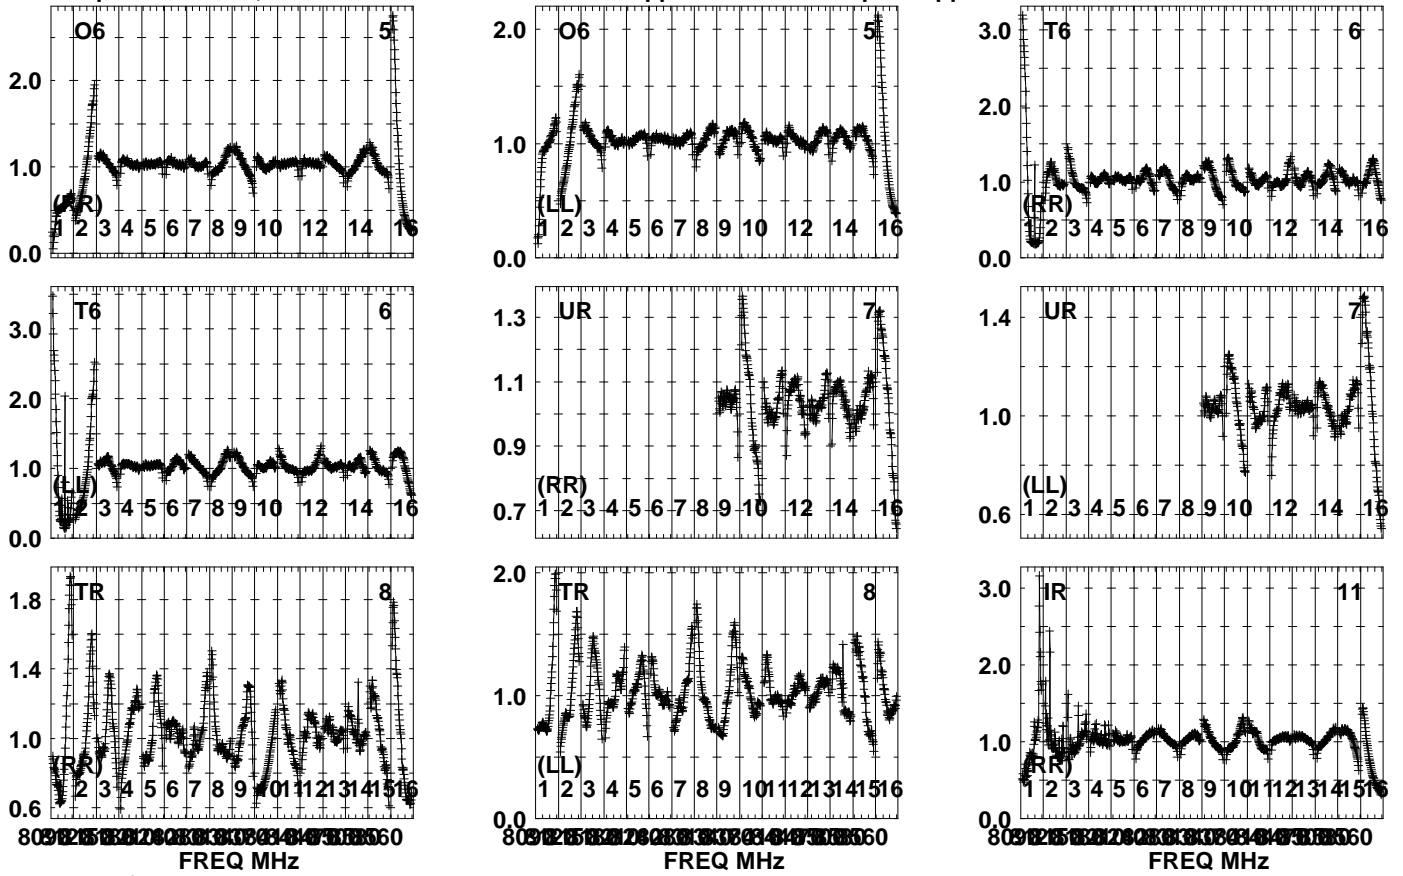 O6 5
2.0
1.0
0.0
(RR)
1 2 3 4 5 6 7 8 9 10 12 14 16
O6 5
2.0
1.0
0.0
(LL)
1 2 3 4 5 6 7 8 9 10 12 14 16
T6 6
3.0
2.0
1.0
0.0
(RR)
1 2 3 4 5 6 7 8 9 10 12 14 16
T6 6
3.0
2.0
1.0
0.0
(LL)
2 3 4 5 6 7 8 9 10 12 14 16
UR 7
1.3
1.1
0.9
0.7
(RR)
1 2 3 4 5 6 7 8 9 10 12 14 16
UR 7
1.4
1.0
0.6
(LL)
1 2 3 4 5 6 7 8 9 10 12 14 16
TR 8
1.8
1.4
1.0
0.6
(RR)
2 3 4 5 6 7 8 9 10 11 12 13 14 15 16
FREQ MHz
TR 8
2.0
1.0
0.0
(LL)
1 2 3 4 5 6 7 8 9 10 11 12 13 14 15 16
IR 11
3.0
2.0
1.0
0.0
(RR)
1 2 3 4 5 6 7 8 9 10 11 12 13 14 15 16
FREQ MHz